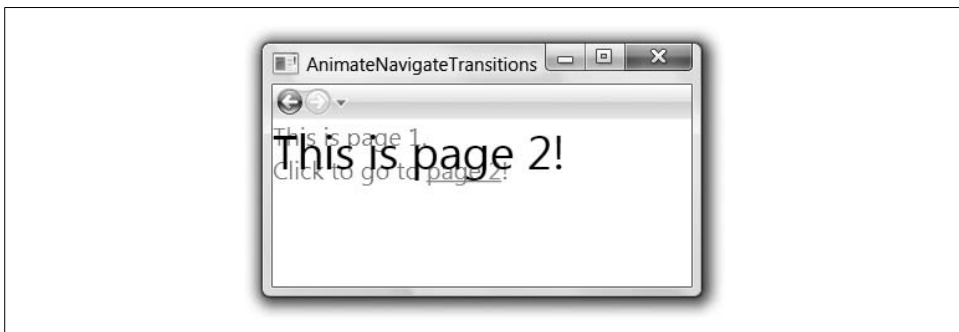 AnimateNavigateTransitions
This is page 1.
This is page 2!
Click to go to page 2!